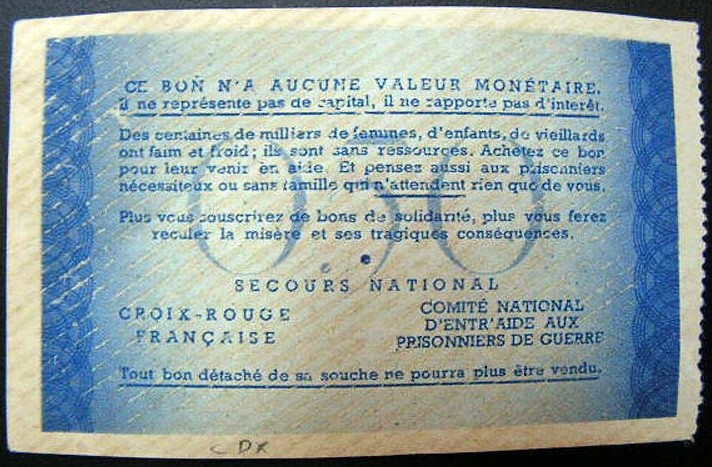 CE BON N'A AUCUNE VALEUR MONÉTAIRE,
il ne représente pas de capital, il ne rapporte pas d'interêt.
Des centaines de milliers de femmes, d'enfants, de vieillards
ont faim et froid; ils sont sans ressources. Achetez ce bon
pour leur venir en aide. Et pensez aussi aux prisonniers
nécessiteux ou sans famille qui n'attendent rien que de vous.
Plus vous souscrirez de bons de solidarité, plus vous ferez
reculer la misère et ses tragiques conséquences.
0.50
SECOURS NATIONAL
CROIX-ROUGE
FRANÇAISE
COMITÉ NATIONAL
D'ENTR'AIDE AUX
PRISONNIERS DE GUERRE
Tout bon détaché de sa souche ne pourra plus être vendu.
CDX